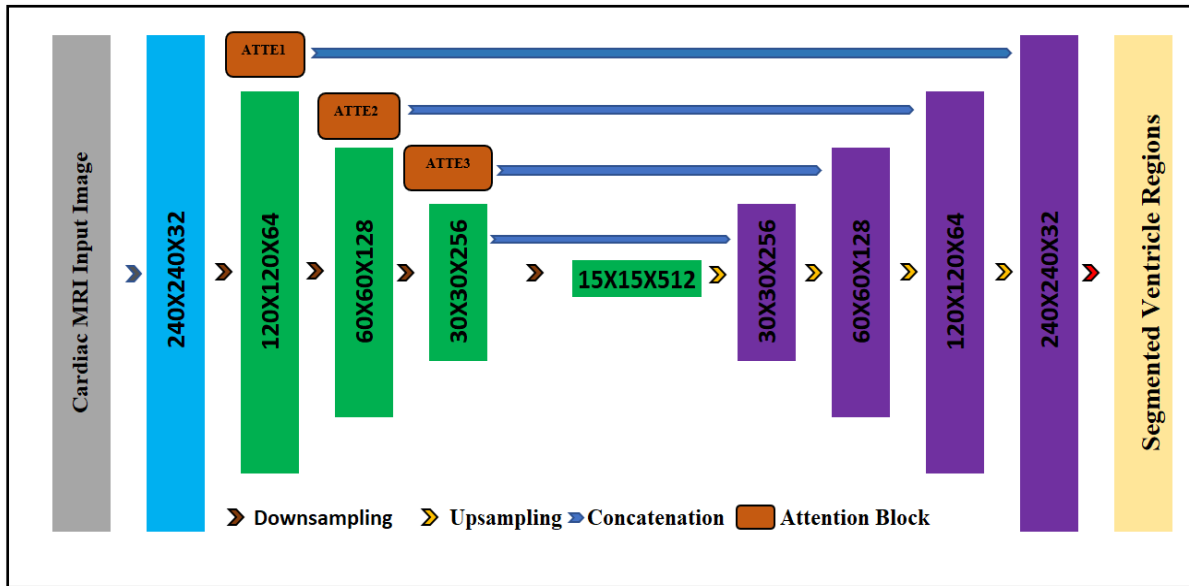 Cardiac MRI Input Image
240X240X32
ATTE1
120X120X64
ATTE2
60X60X128
ATTE3
30X30X256
15X15X512
30X30X256
60X60X128
120X120X64
240X240X32
Segmented Ventricle Regions
Downsampling
Upsampling
Concatenation
Attention Block